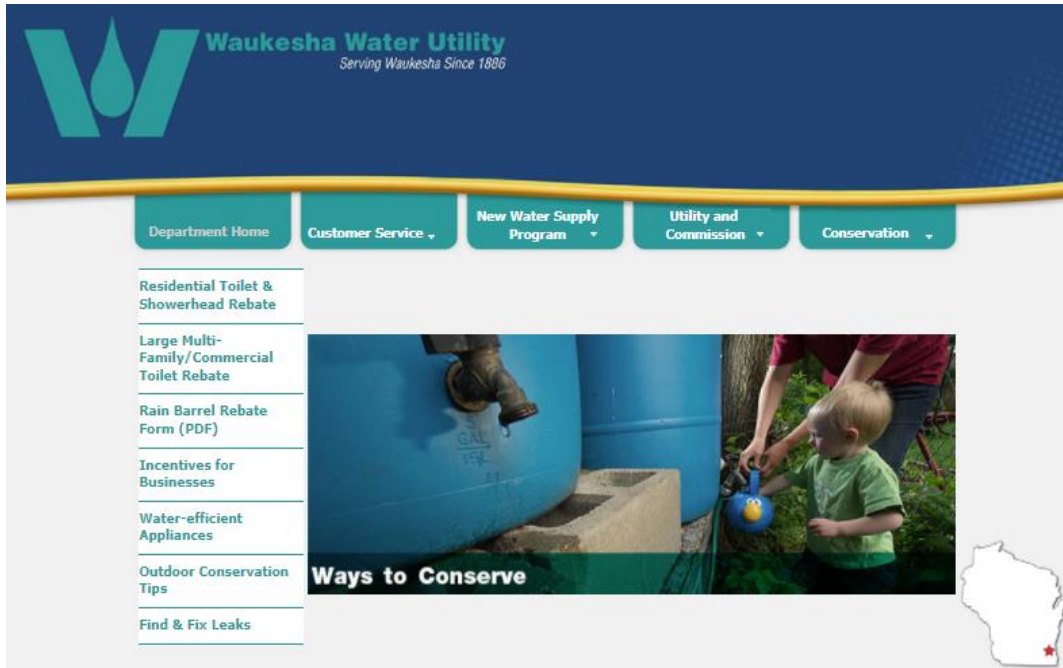 Waukesha Water Utility
Serving Waukesha Since 1886
Department Home
Customer Service
New Water Supply
Program
Utility and
Commission
Conservation
Residential Toilet &
Showerhead Rebate
Large Multi-
Family/Commercial
Toilet Rebate
Rain Barrel Rebate
Form (PDF)
Incentives for
Businesses
Water-efficient
Appliances
Outdoor Conservation
Tips
Find & Fix Leaks
GAL
Ways to Conserve